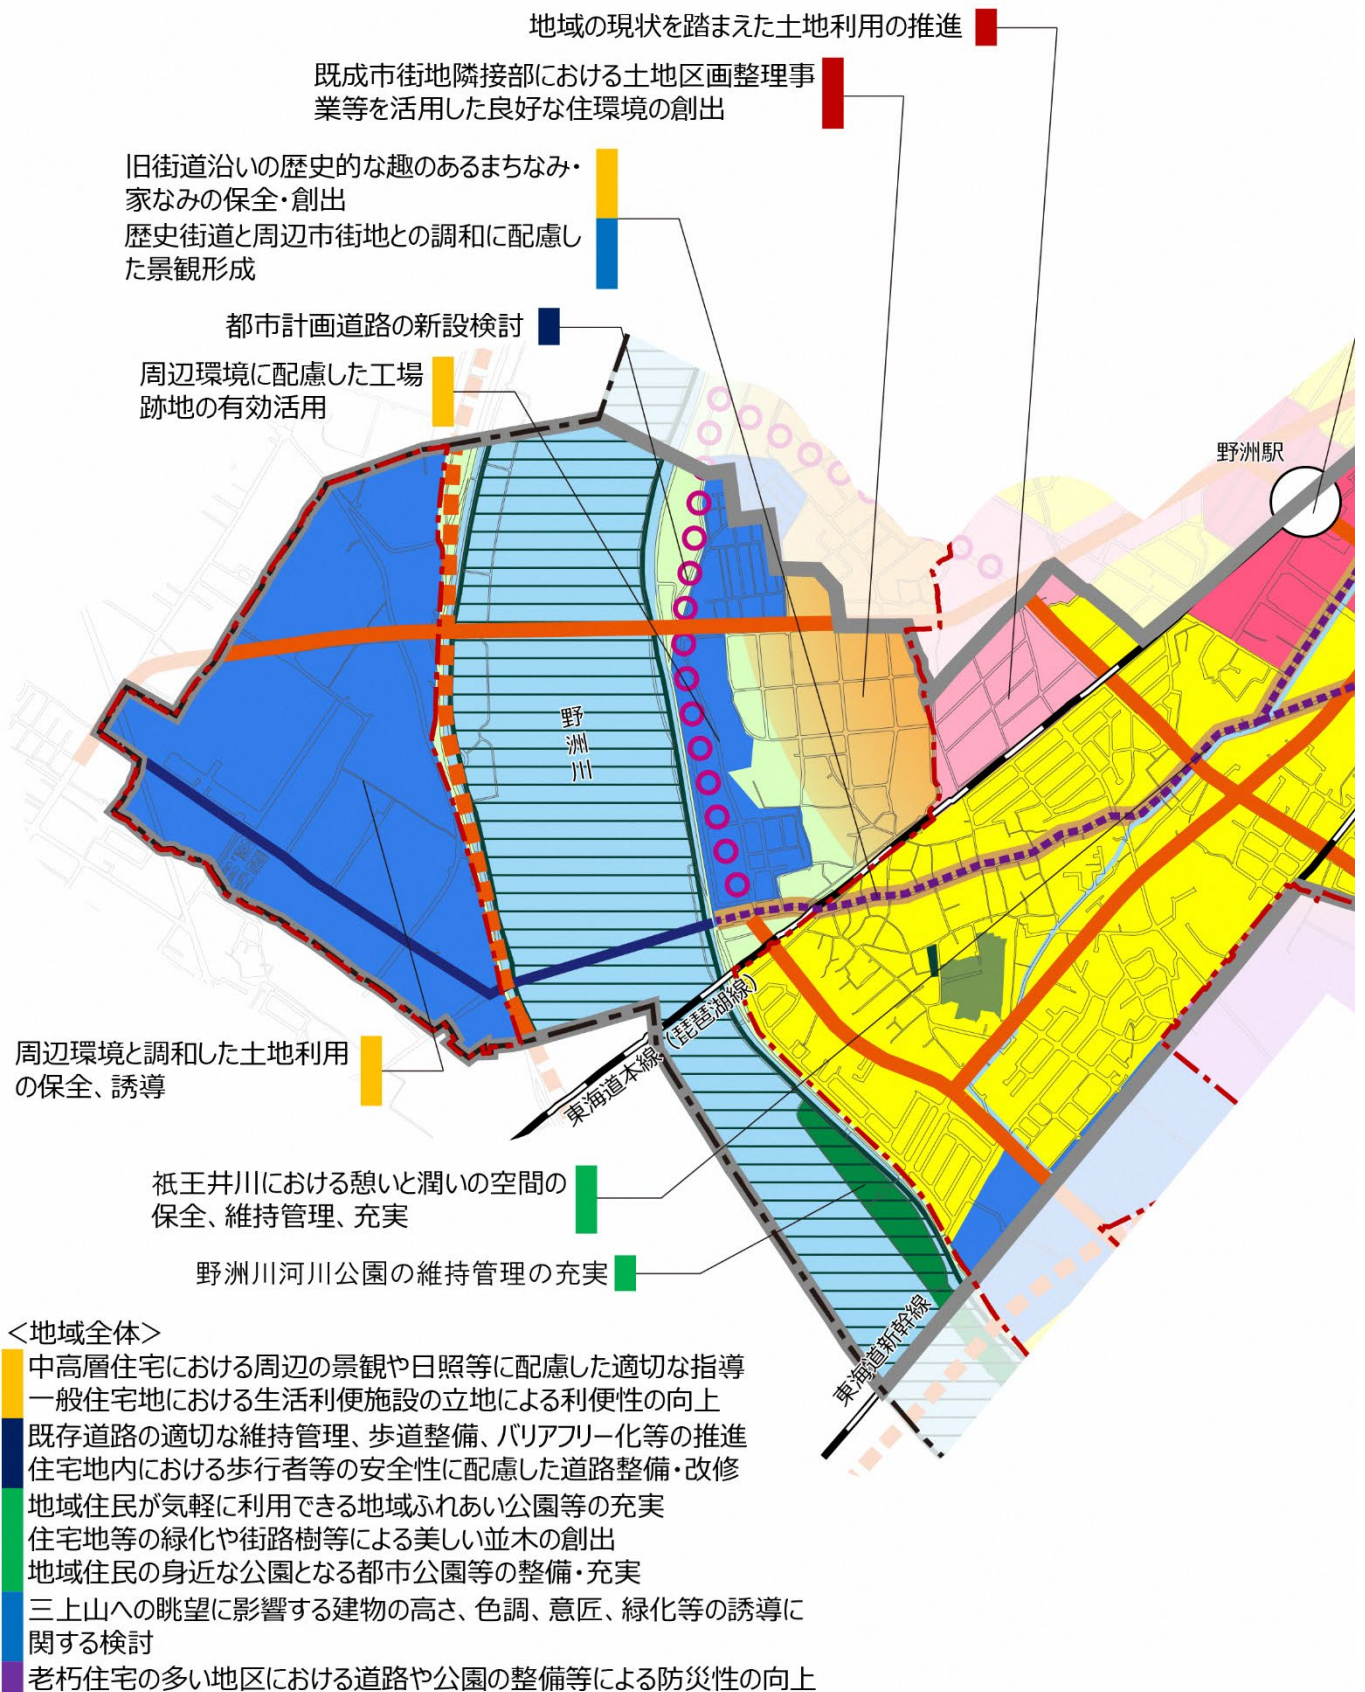 地域の現状を踏まえた土地利用の推進
既成市街地隣接部における土地区画整理事
業等を活用した良好な住環境の創出
旧街道沿いの歴史的な趣のあるまちなみ・
家なみの保全・創出
歴史街道と周辺市街地との調和に配慮し
た景観形成
都市計画道路の新設検討
周辺環境に配慮した工場
跡地の有効活用
野洲駅
野洲川
東海道本線（琵琶湖線）
周辺環境と調和した土地利用
の保全、誘導
祇王井川における憩いと潤いの空間の
保全、維持管理、充実
野洲川河川公園の維持管理の充実
東海道新幹線
＜地域全体＞
中高層住宅における周辺の景観や日照等に配慮した適切な指導
一般住宅地における生活利便施設の立地による利便性の向上
既存道路の適切な維持管理、歩道整備、バリアフリー化等の推進
住宅地内における歩行者等の安全性に配慮した道路整備・改修
地域住民が気軽に利用できる地域ふれあい公園等の充実
住宅地等の緑化や街路樹等による美しい並木の創出
地域住民の身近な公園となる都市公園等の整備・充実
三上山への眺望に影響する建物の高さ、色調、意匠、緑化等の誘導に
関する検討
老朽住宅の多い地区における道路や公園の整備等による防災性の向上